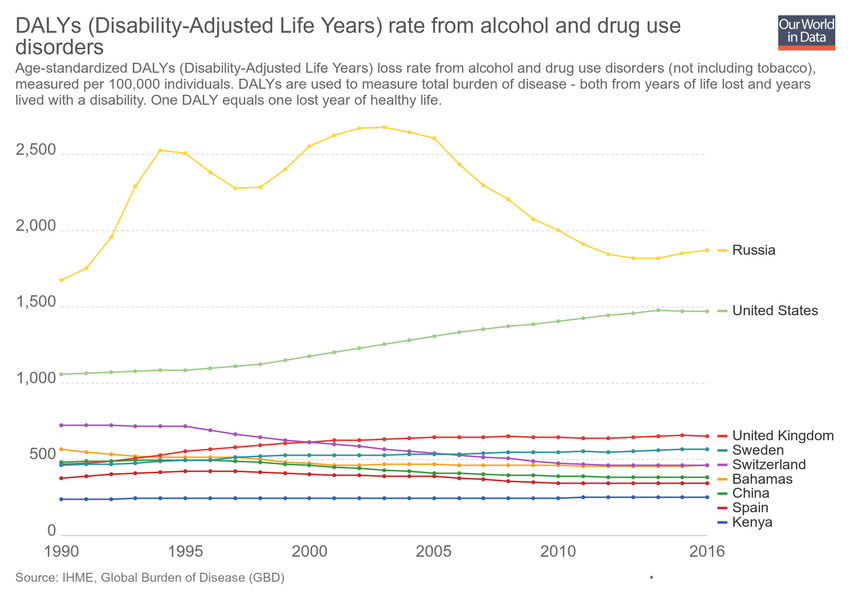 DALYs (Disability-Adjusted Life Years) rate from alcohol and drug use
disorders
Our World
in Data
Age-standardized DALYs (Disability-Adjusted Life Years) loss rate from alcohol and drug use disorders (not including tobacco),
measured per 100,000 individuals. DALYs are used to measure total burden of disease - both from years of life lost and years
lived with a disability. One DALY equals one lost year of healthy life.
2,500
2,000
Russia
1,500
United States
1,000
United Kingdom
500
Sweden
Switzerland
Bahamas
China
Spain
Kenya
0
1990 1995 2000 2005 2010 2016
Source: IHME, Global Burden of Disease (GBD)